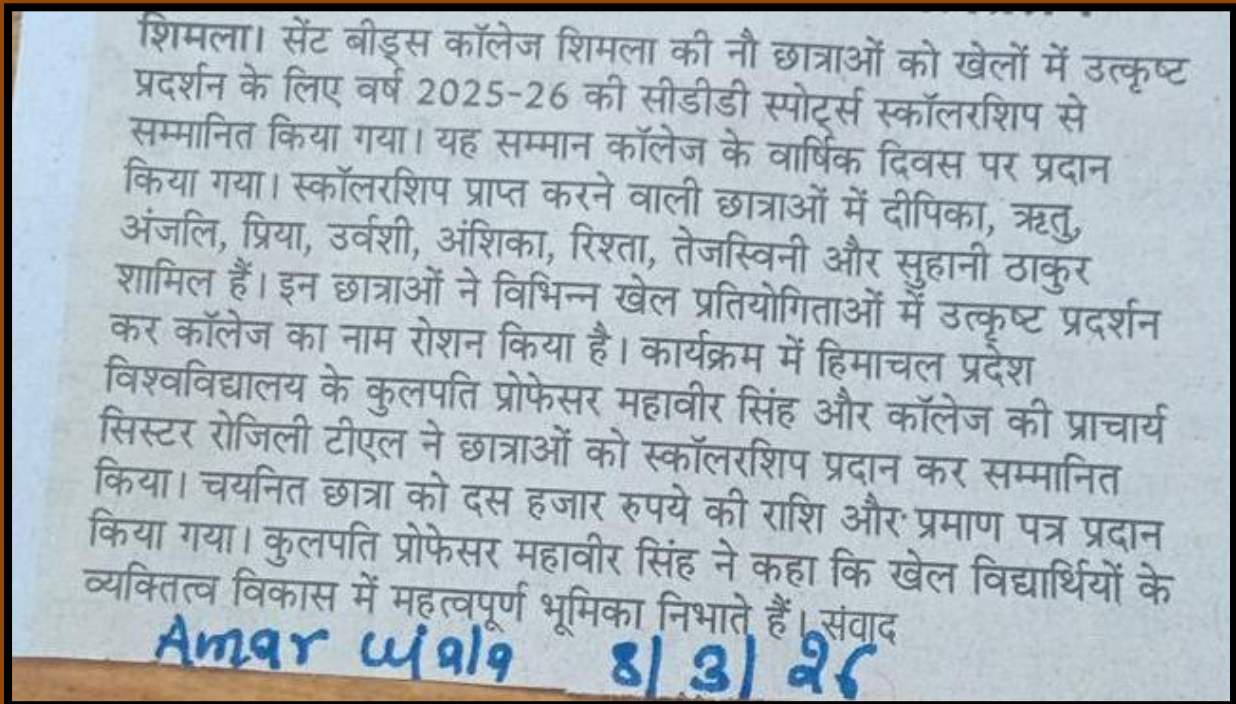 शिमला। सेंट बीड्स कॉलेज शिमला की नौ छात्राओं को खेलों में उत्कृष्ट
प्रदर्शन के लिए वर्ष 2025-26 की सीडीडी स्पोर्ट्स स्कॉलरशिप से
सम्मानित किया गया। यह सम्मान कॉलेज के वार्षिक दिवस पर प्रदान
किया गया। स्कॉलरशिप प्राप्त करने वाली छात्राओं में दीपिका, ऋतु,
अंजलि, प्रिया, उर्वशी, अंशिका, रिश्ता, तेजस्विनी और सुहानी ठाकुर
शामिल हैं। इन छात्राओं ने विभिन्न खेल प्रतियोगिताओं में उत्कृष्ट प्रदर्शन
कर कॉलेज का नाम रोशन किया है। कार्यक्रम में हिमाचल प्रदेश
विश्वविद्यालय के कुलपति प्रोफेसर महावीर सिंह और कॉलेज की प्राचार्य
सिस्टर रोजिली टीएल ने छात्राओं को स्कॉलरशिप प्रदान कर सम्मानित
किया। चयनित छात्रा को दस हजार रुपये की राशि और प्रमाण पत्र प्रदान
किया गया। कुलपति प्रोफेसर महावीर सिंह ने कहा कि खेल विद्यार्थियों के
व्यक्तित्व विकास में महत्वपूर्ण भूमिका निभाते हैं। संवाद
Amar 8/3/26